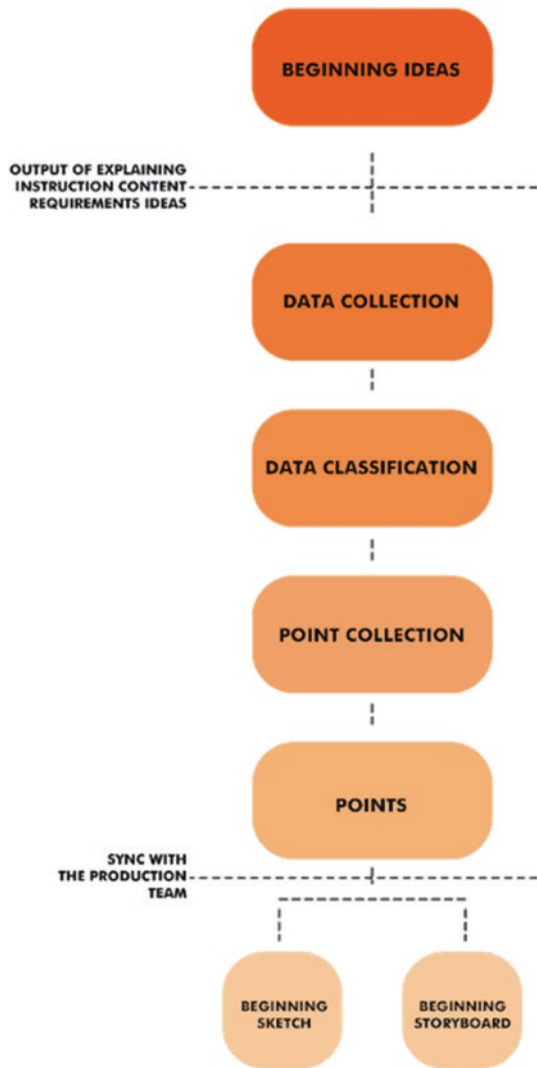 BEGINNING IDEAS
OUTPUT OF EXPLAINING
INSTRUCTION CONTENT
REQUIREMENTS IDEAS
DATA COLLECTION
DATA CLASSIFICATION
POINT COLLECTION
POINTS
SYNC WITH
THE PRODUCTION
TEAM
BEGINNING
SKETCH
BEGINNING
STORYBOARD